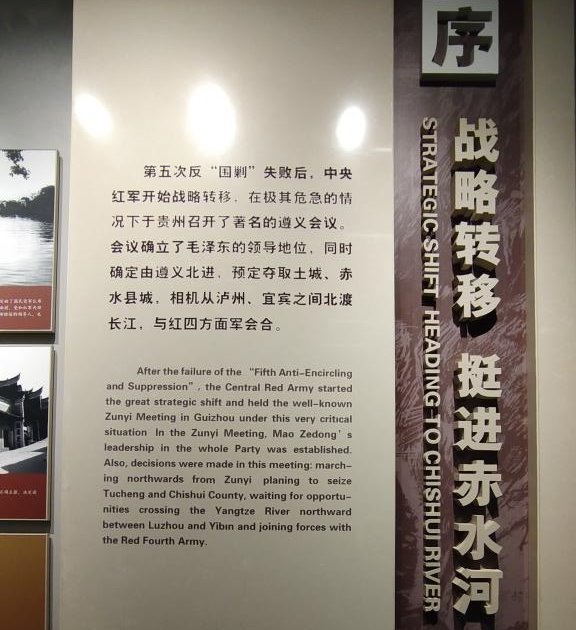 序
战略转移 挺进赤水河
STRATEGIC SHIFT HEADING TO CHISHUI RIVER
第五次反“国剿”失败后，中央
红军开始战略转移，在极其危急的情
况下于贵州召开了著名的遵义会议。
会议确立了毛泽东的领导地位，同时
确定由遵义北进，预定夺取土城、赤
水县城，相机从泸州、宜宾之间北渡
长江，与红四方面军会合。
After the failure of the “Fifth Anti-Encircling
and Suppression”, the Central Red Army started
the great strategic shift and held the well-known
Zunyi Meeting in Guizhou under this very critical
situation In the Zunyi Meeting, Mao Zedong’s
leadership in the whole Party was established.
Also, decisions were made in this meeting: march-
ing northwards from Zunyi planing to seize
Tucheng and Chishui County, waiting for opportu-
nities crossing the Yangtze River northward
between Luzhou and Yibin and joining forces with
the Red Fourth Army.